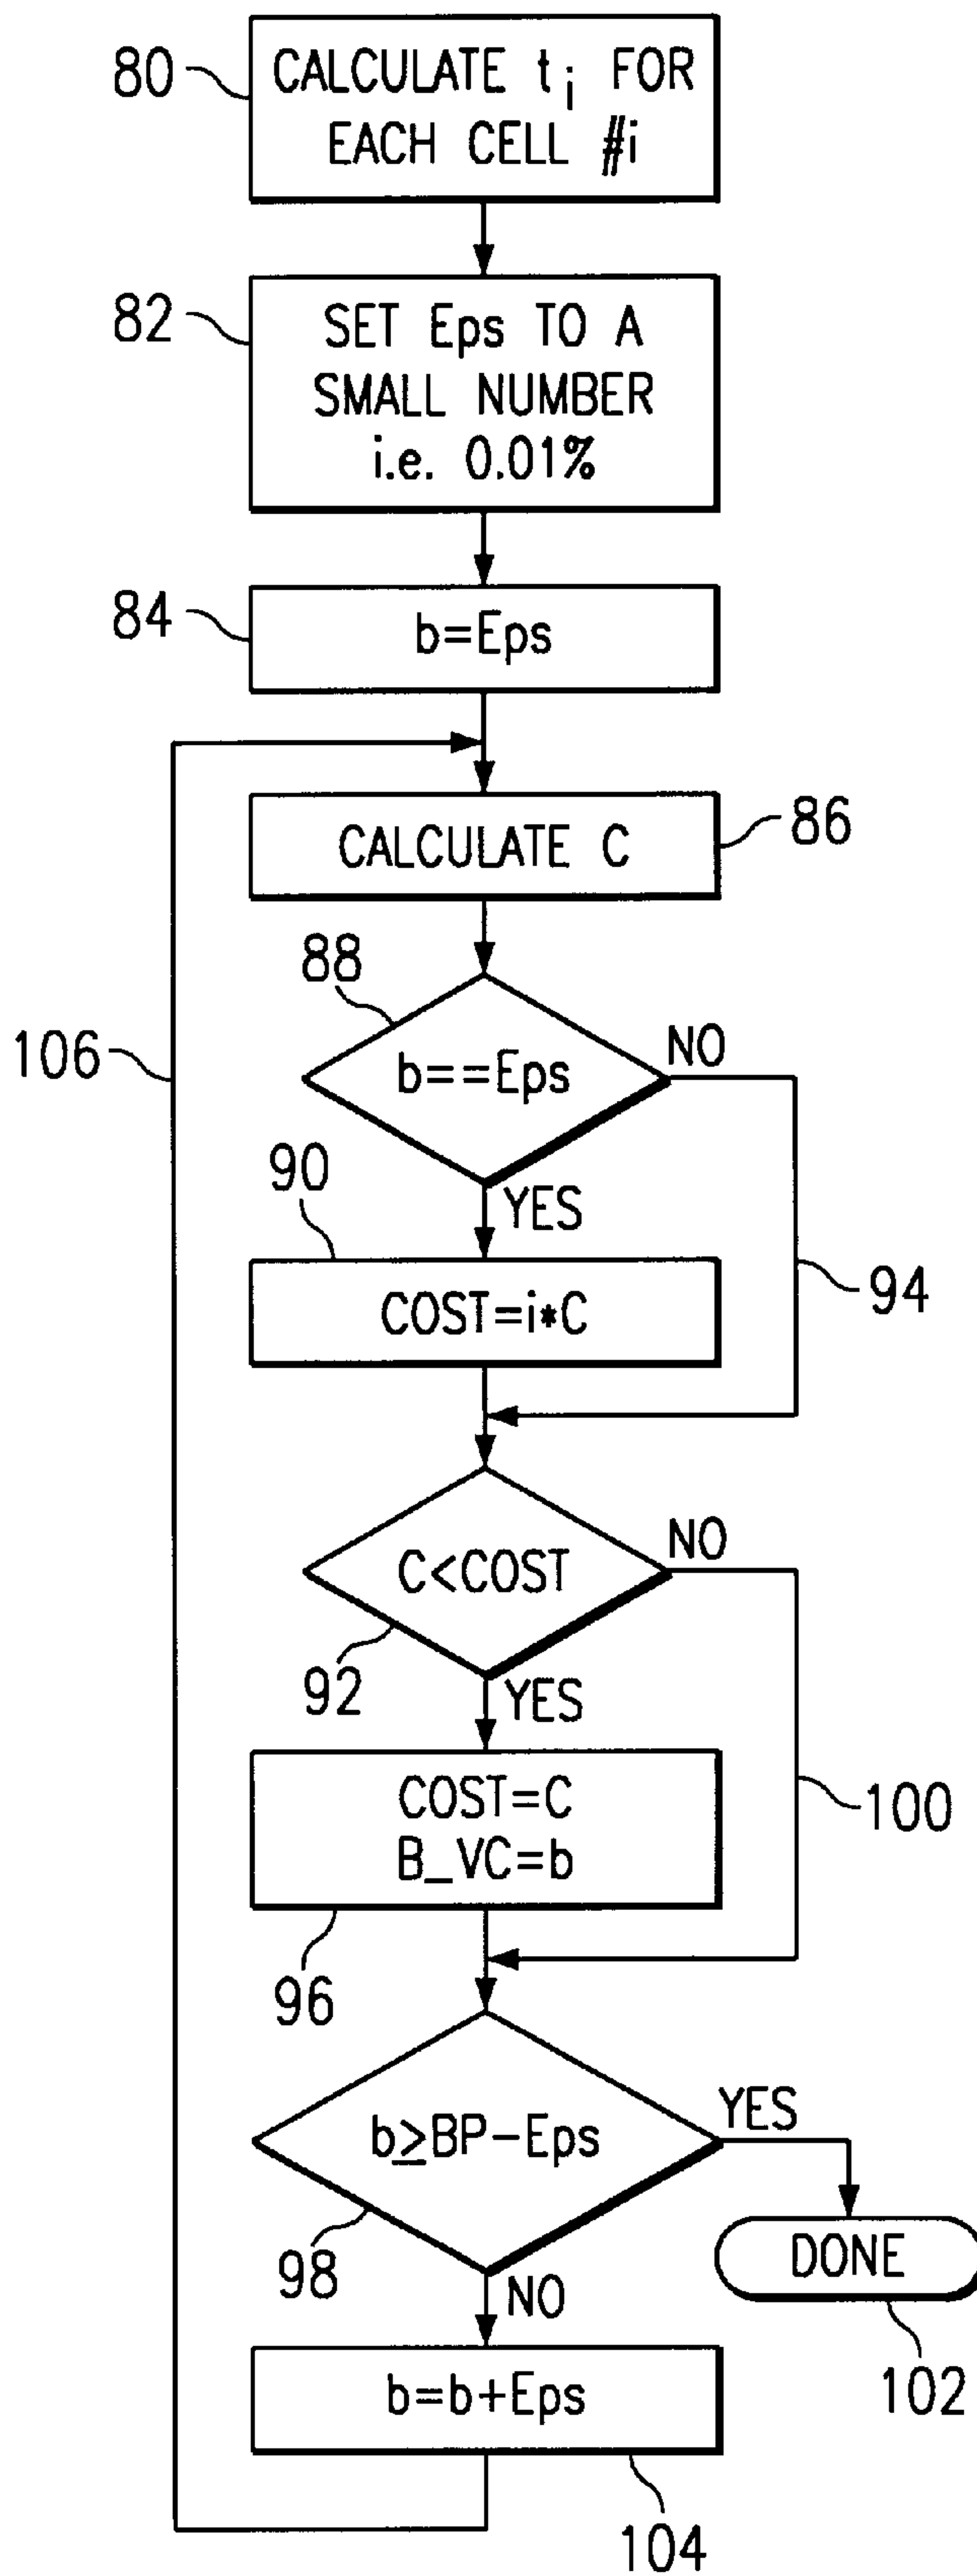 80
CALCULATE ti FOR
EACH CELL #i
82
SET Eps TO A
SMALL NUMBER
i.e. 0.01%
84
b=Eps
CALCULATE C
86
88
106
b==Eps
NO
90
YES
COST=i*C
94
C<COST
NO
92
YES
COST=C
B_VC=b
100
96
b≥BP-Eps
YES
98
DONE
NO
102
b=b+Eps
104